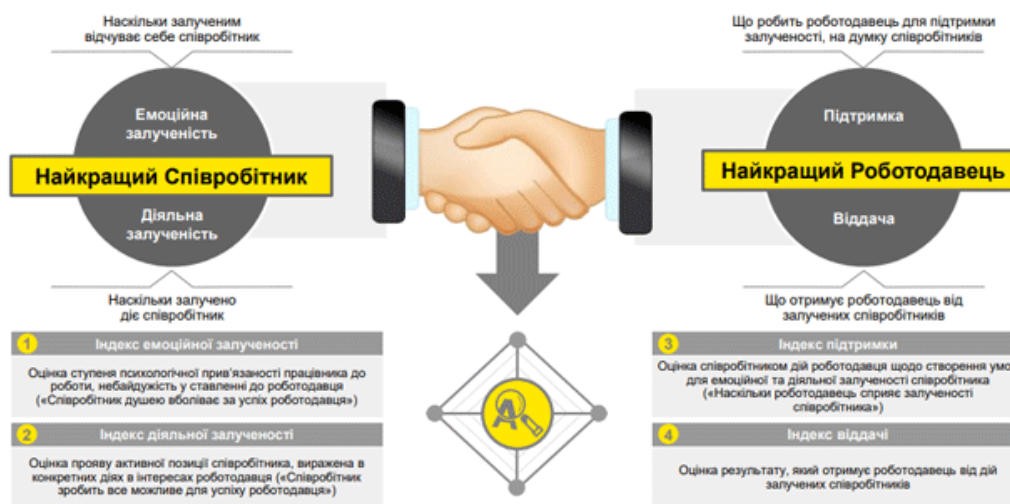 Наскільки залученим
відчуває себе співробітник
Емоційна
залученість
Найкращий Співробітник
Діяльна
залученість
Наскільки залучено
діє співробітник
Що робить роботодавець для підтримки
залученості, на думку співробітників
Підтримка
Найкращий Роботодавець
Віддача
Що отримує роботодавець від
залучених співробітників
1 Індекс емоційної залученості
Оцінка ступеня психологічної прив'язаності працівника до
роботи, небайдужість у ставленні до роботодавця
(«Співробітник душею вболіває за успіх роботодавця»)
2 Індекс діяльної залученості
Оцінка прояву активної позиції співробітника, виражена в
конкретних діях в інтересах роботодавця («Співробітник
зробить все можливе для успіху роботодавця»)
A
3 Індекс підтримки
Оцінка співробітником дій роботодавця щодо створення умо
для емоційної та діяльної залученості співробітника
(«Наскільки роботодавець сприяє залученості
співробітника»)
4 Індекс віддачі
Оцінка результату, який отримує роботодавець від дій
залучених співробітників